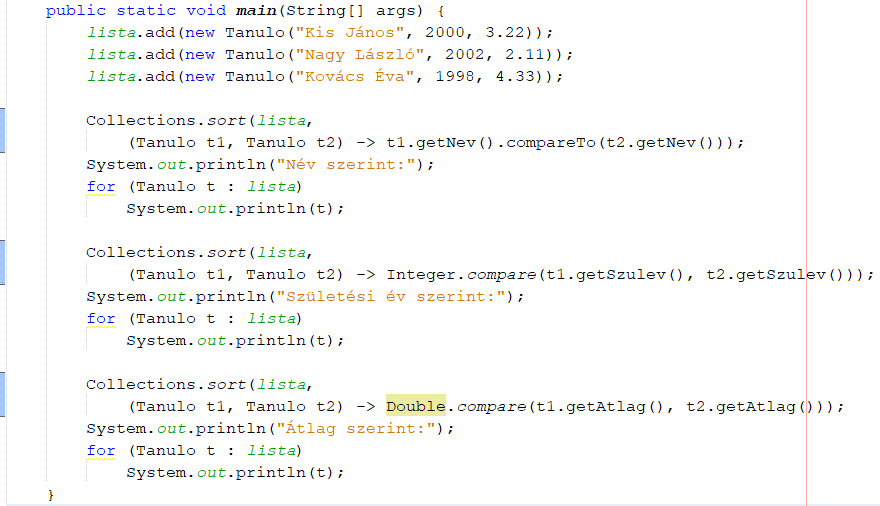 public static void main(String[] args) {
lista.add(new Tanulo("Kis János", 2000, 3.22));
lista.add(new Tanulo("Nagy László", 2002, 2.11));
lista.add(new Tanulo("Kovács Éva", 1998, 4.33));
Collections.sort(lista,
(Tanulo t1, Tanulo t2) -> t1.getNev().compareTo(t2.getNev()));
System.out.println("Név szerint:");
for (Tanulo t : lista)
System.out.println(t);
Collections.sort(lista,
(Tanulo t1, Tanulo t2) -> Integer.compare(t1.getSzulev(), t2.getSzulev()));
System.out.println("Születési év szerint:");
for (Tanulo t : lista)
System.out.println(t);
Collections.sort(lista,
(Tanulo t1, Tanulo t2) -> Double.compare(t1.getAtlag(), t2.getAtlag()));
System.out.println("Átlag szerint:");
for (Tanulo t : lista)
System.out.println(t);
}